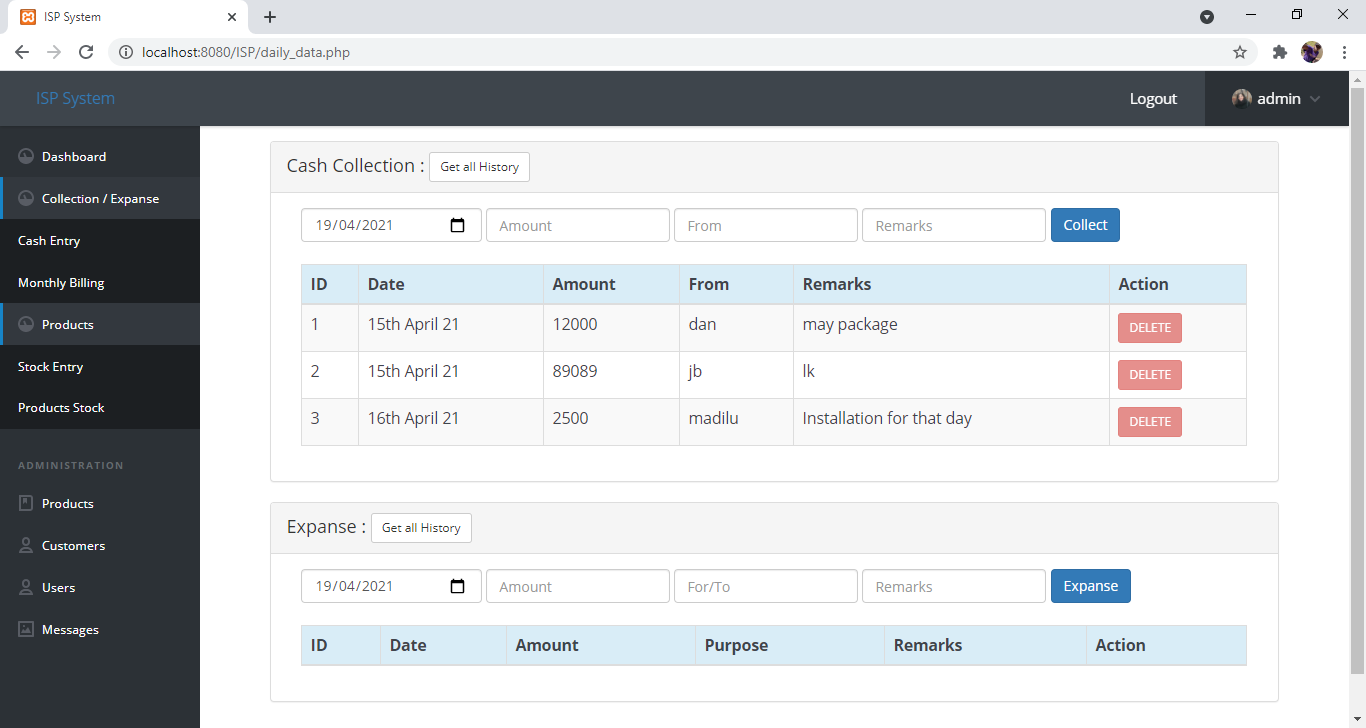 ISP System
localhost:8080/ISP/daily_data.php
ISP System
Logout
admin
Dashboard
Collection / Expanse
Cash Entry
Monthly Billing
Products
Stock Entry
Products Stock
ADMINISTRATION
Products
Customers
Users
Messages
Cash Collection : Get all History
19/04/2021 Amount From Remarks Collect
ID Date Amount From Remarks Action
1 15th April 21 12000 dan may package DELETE
2 15th April 21 89089 jb lk DELETE
3 16th April 21 2500 madilu Installation for that day DELETE
Expanse : Get all History
19/04/2021 Amount For/To Remarks Expanse
ID Date Amount Purpose Remarks Action